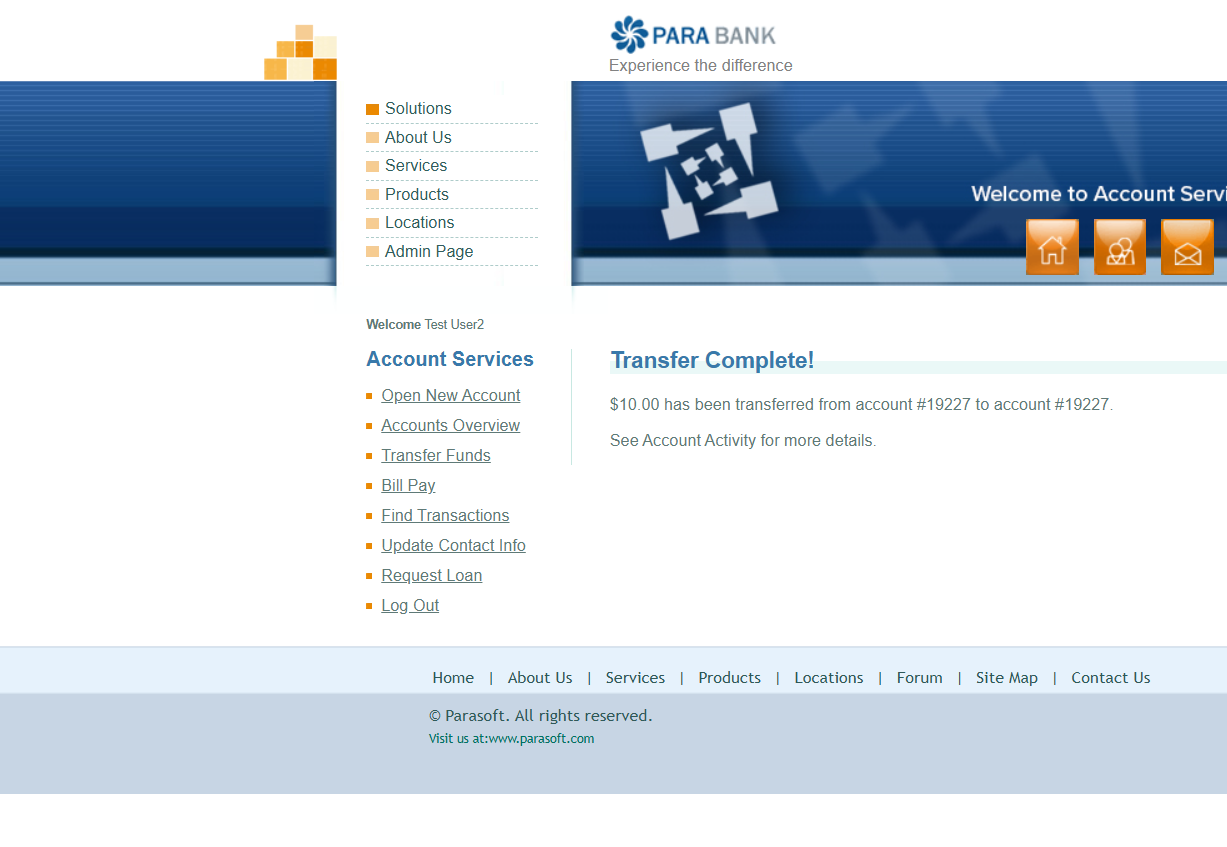 PARA BANK
Experience the difference
Solutions
About Us
Services
Products
Locations
Admin Page
Welcome to Account Servi
Welcome Test User2
Account Services
Open New Account
Accounts Overview
Transfer Funds
Bill Pay
Find Transactions
Update Contact Info
Request Loan
Log Out
Transfer Complete!
$10.00 has been transferred from account #19227 to account #19227.
See Account Activity for more details.
Home | About Us | Services | Products | Locations | Forum | Site Map | Contact Us
© Parasoft. All rights reserved.
Visit us at:www.parasoft.com